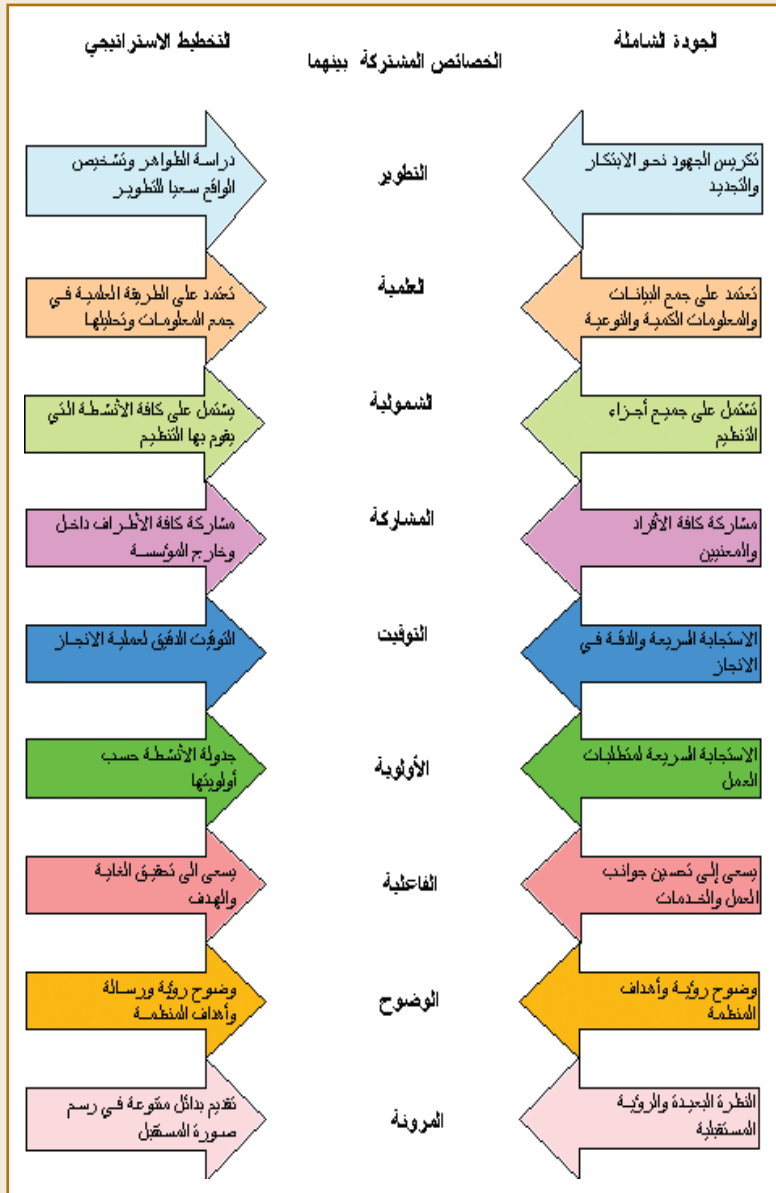 الجودة الشاملة
الخصائص المشتركة بينهما
التخطيط الاستراتيجي
تكريس الجهود نحو الابتكار
والتجديد
التطوير
دراسة الظواهر وتشخيص
الواقع سعيا للتطوير
تعتمد على جمع البيانات
والمعلومات الكمية والنوعية
العلمية
تعتمد على الطريقة العلمية في
جمع المعلومات وتحليلها
تشتمل على جميع أجزاء
التنظيم
الشمولية
يشتمل على كافة الأنشطة التي
يقوم بها التنظيم
مشاركة كافة الأفراد
والمعنيين
المشاركة
مشاركة كافة الأطراف داخل
وخارج المؤسسة
الاستجابة السريعة والدقة في
الانجاز
التوقيت
التوقيت الدقيق لعملية الانجاز
الاستجابة السريعة لمتطلبات
العمل
الأولوية
جدولة الأنشطة حسب
أولويتها
يسعى إلى تحسين جوانب
العمل والخدمات
الفاعلية
يسعى الى تحقيق الغاية
والهدف
وضوح رؤية وأهداف
المنظمة
الوضوح
وضوح رؤية ورسالة
وأهداف المنظمة
النظرة البعيدة والرؤية
المستقبلية
المرونة
تقديم بدائل متنوعة في رسم
صورة المستقبل